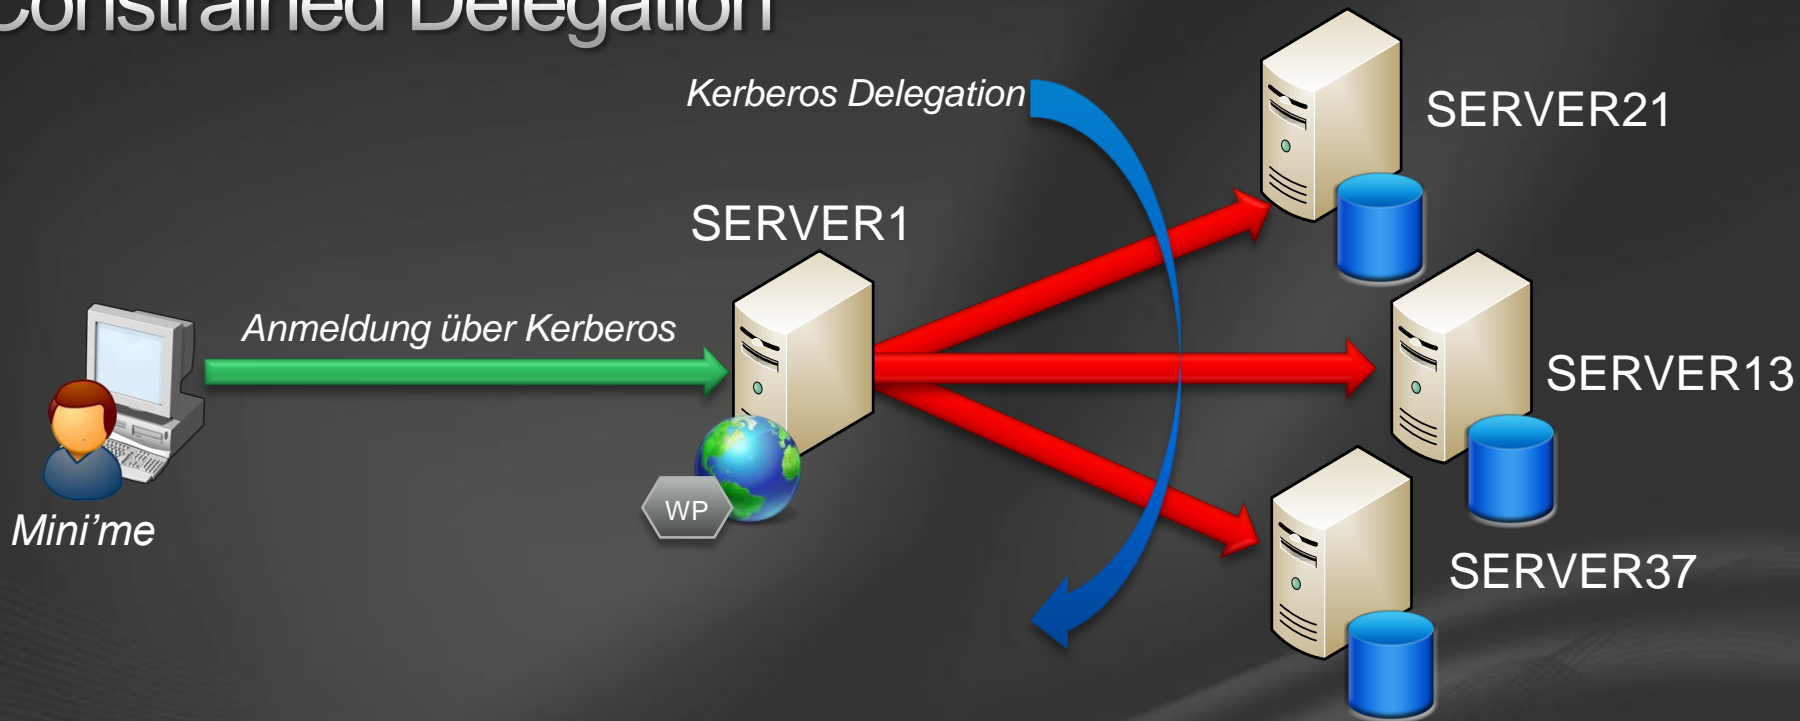 Constrained Delegation
Kerberos Delegation
SERVER21
SERVER1
Anmeldung über Kerberos
SERVER13
WP
Mini’me
SERVER37